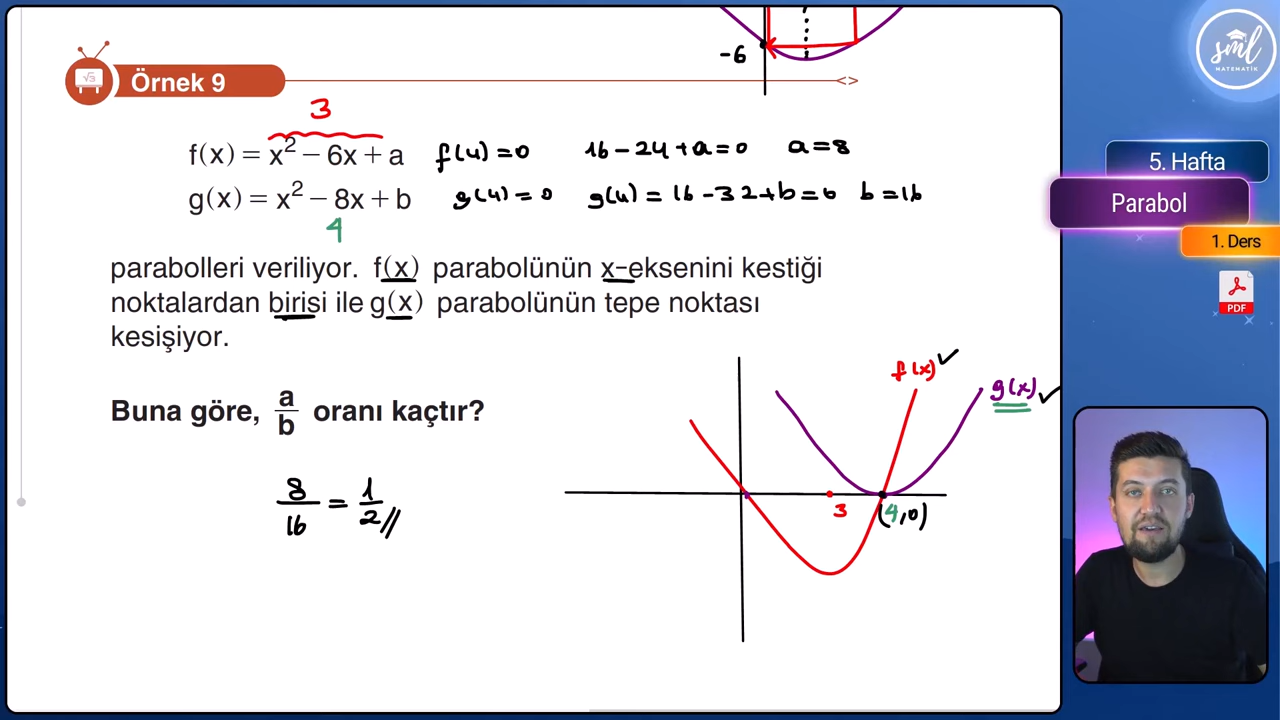 -6
√3
Örnek 9
<>
3
f(x) = x² − 6x + a f(4)=0 16-24+a=0 a=8
g(x) = x² − 8x + b g(4)=0 g(4)=16-32+b=0 b=16
4
parabolleri veriliyor. f(x) parabolünün x-eksenini kestiği
noktalardan birisi ile g(x) parabolünün tepe noktası
kesişiyor.
Buna göre, a/b oranı kaçtır?
8/16 = 1/2 //
f(x)
g(x)
3
(4,0)
sml
MATEMATİK
5. Hafta
Parabol
1. Ders
PDF